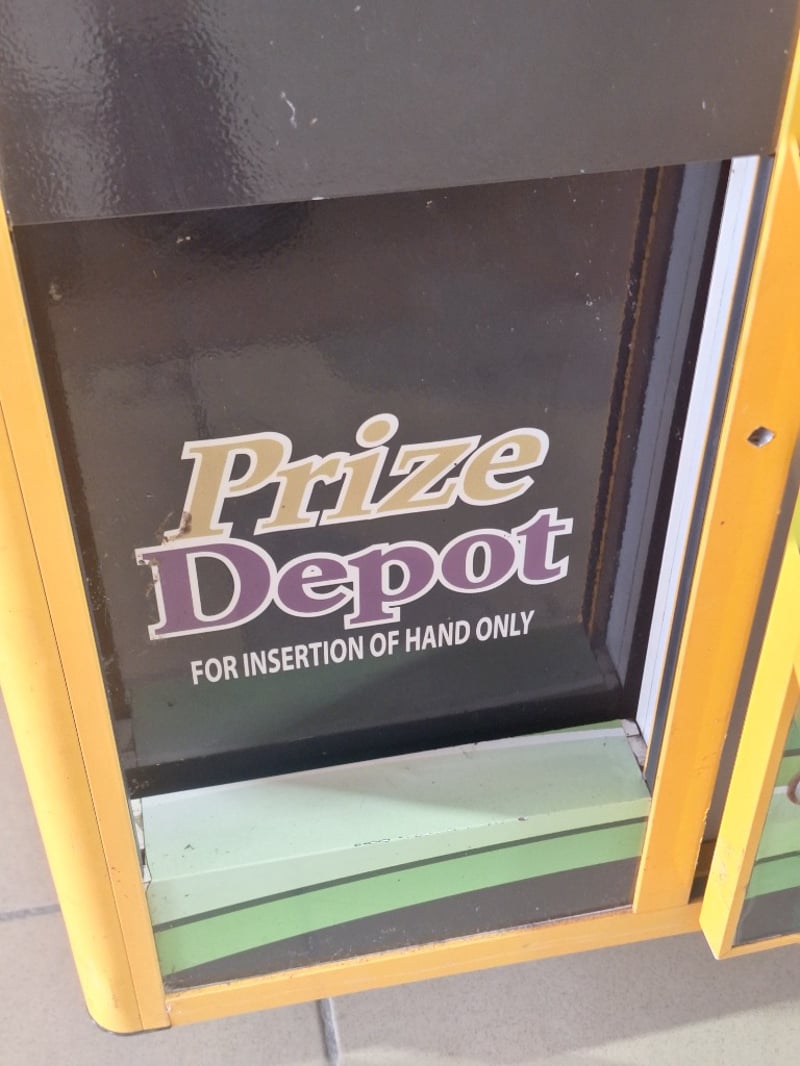 Prize
Depot
FOR INSERTION OF HAND ONLY